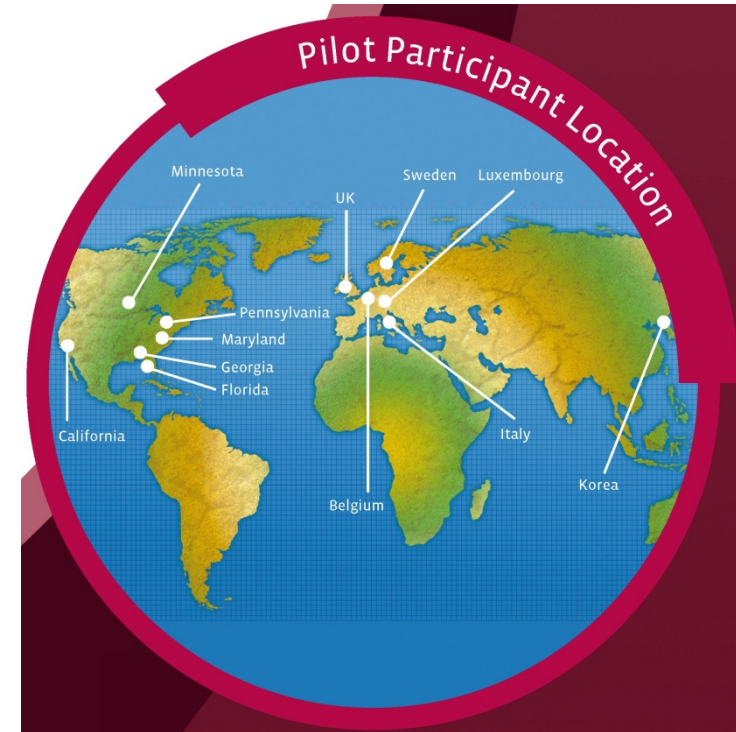 Pilot Participant Location
Minnesota
Sweden
Luxembourg
UK
Pennsylvania
Maryland
Georgia
Florida
California
Italy
Korea
Belgium